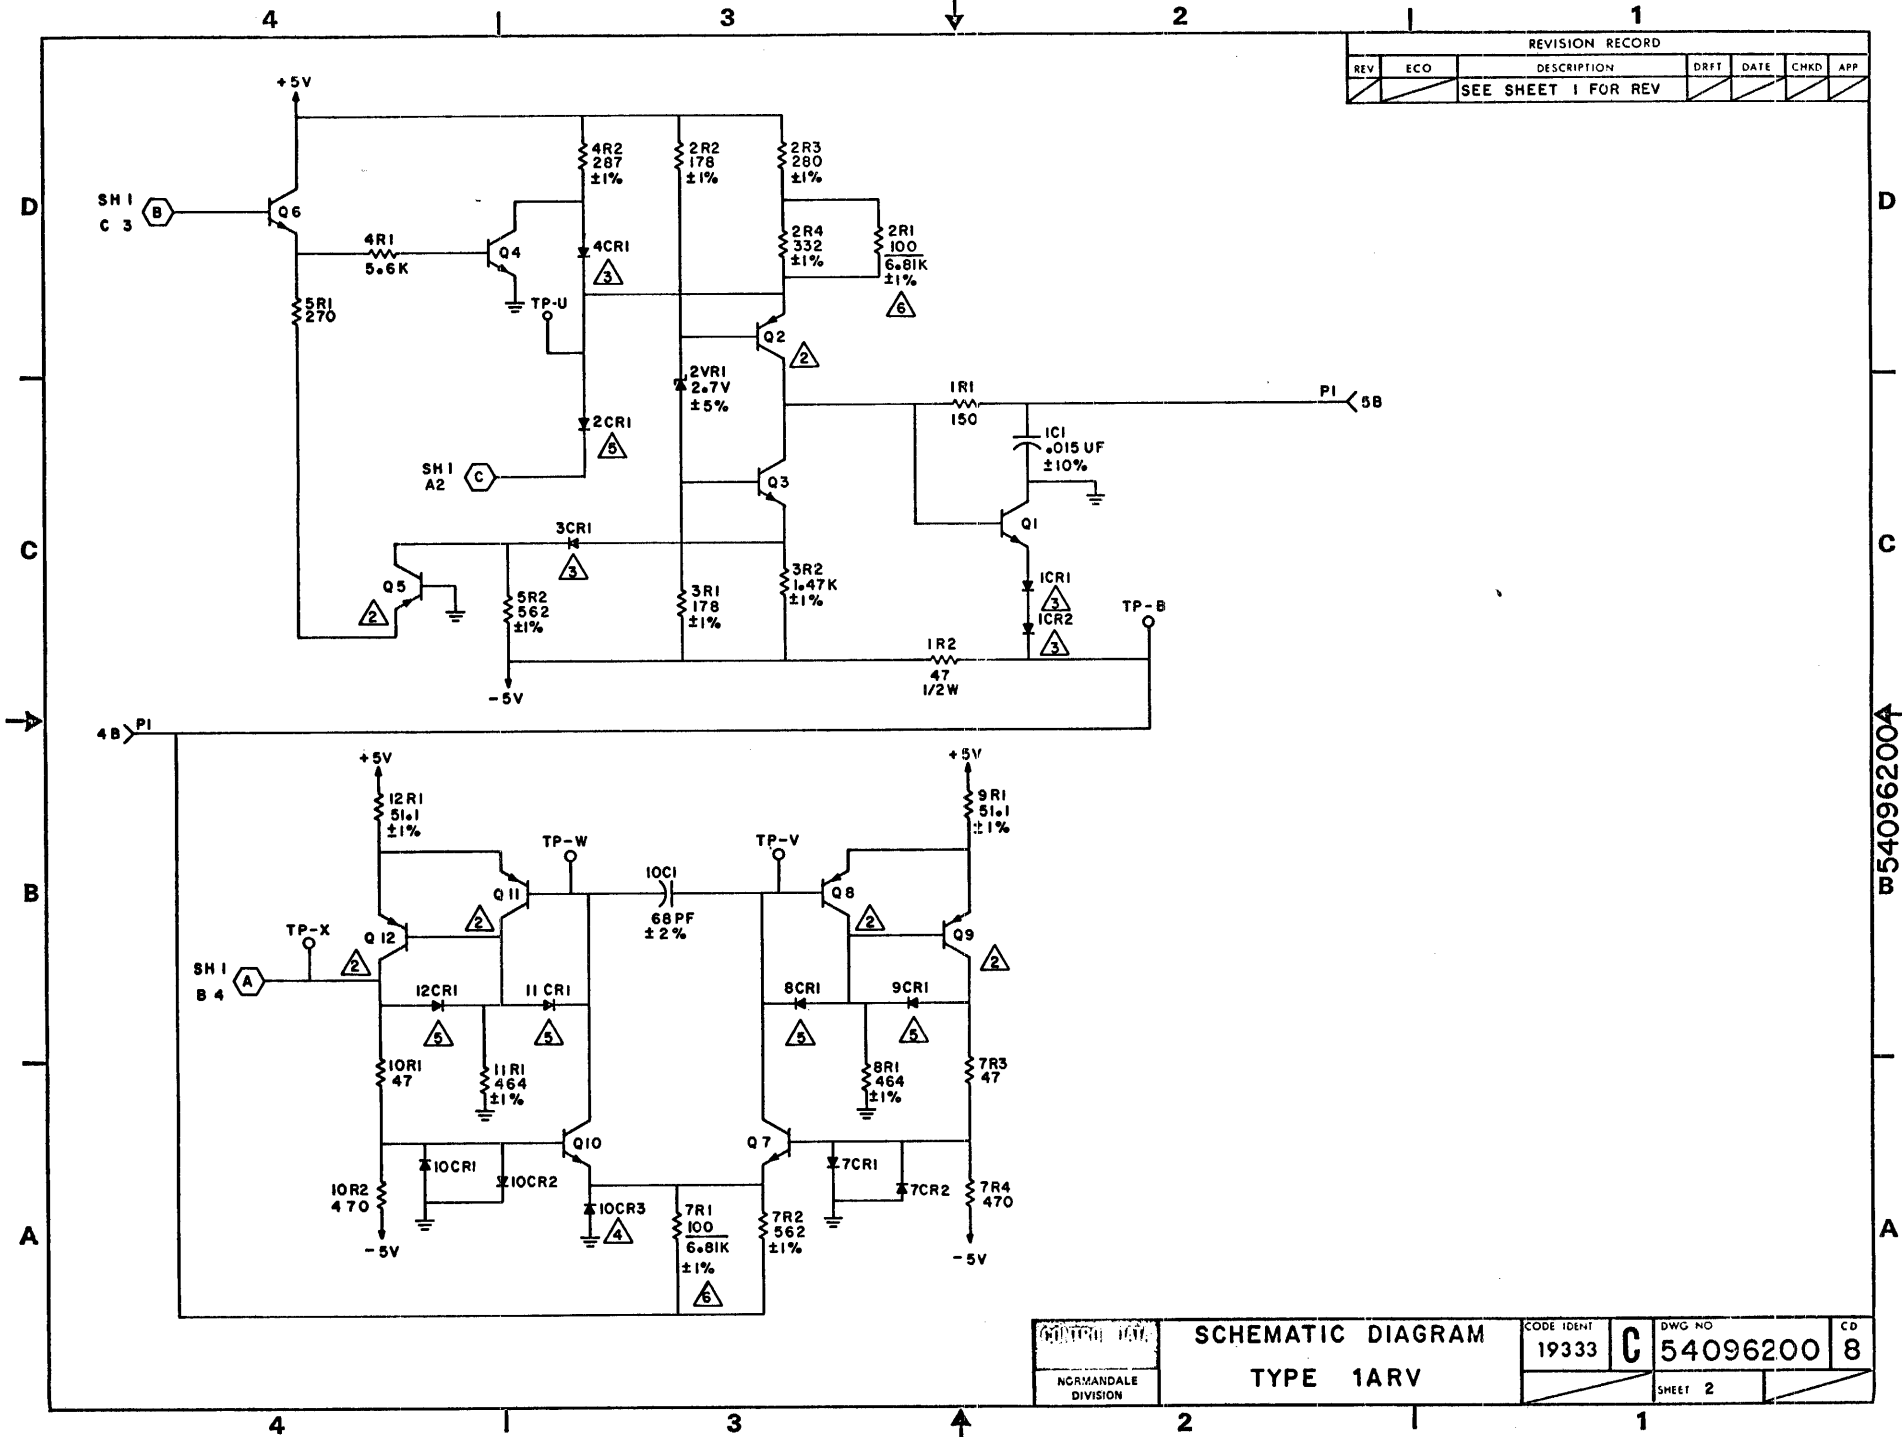 4 3 2 1
REVISION RECORD
REV ECO DESCRIPTION DRFT DATE CHKD APP
SEE SHEET 1 FOR REV
+5V
4R2
287
±1%
2R2
178
±1%
2R3
280
±1%
D
SH 1
C 3
B
Q6
4R1
5.6K
Q4
4CR1
3
2R4
332
±1%
2R1
100
6.81K
±1%
6
D
5R1
270
TP-U
Q2
2
2VR1
2.7V
±5%
1R1
150
P1
5B
2CR1
5
SH 1
A2
C
1C1
.015 UF
±10%
Q3
Q1
C
3CR1
3
C
Q5
2
5R2
562
±1%
3R1
178
±1%
3R2
1.47K
±1%
1CR1
3
1CR2
3
TP-B
1R2
47
1/2W
-5V
4B
P1
B54096200
+5V
12R1
51.1
±1%
+5V
9R1
51.1
±1%
TP-W
TP-V
B
Q11
2
10C1
68PF
±2%
Q8
2
B
TP-X
Q12
2
Q9
2
SH 1
B 4
A
12CR1
5
11CR1
5
8CR1
5
9CR1
5
10R1
47
11R1
464
±1%
8R1
464
±1%
7R3
47
Q10
Q7
10CR1
10CR2
7CR1
7CR2
10R2
470
10CR3
4
7R1
100
6.81K
±1%
6
7R2
562
±1%
7R4
470
A
A
-5V
-5V
CONTROL DATA
NORMANDALE
DIVISION
SCHEMATIC DIAGRAM
TYPE 1ARV
CODE IDENT
19333
C
DWG NO
54096200
CD
8
SHEET 2
4 3 2 1